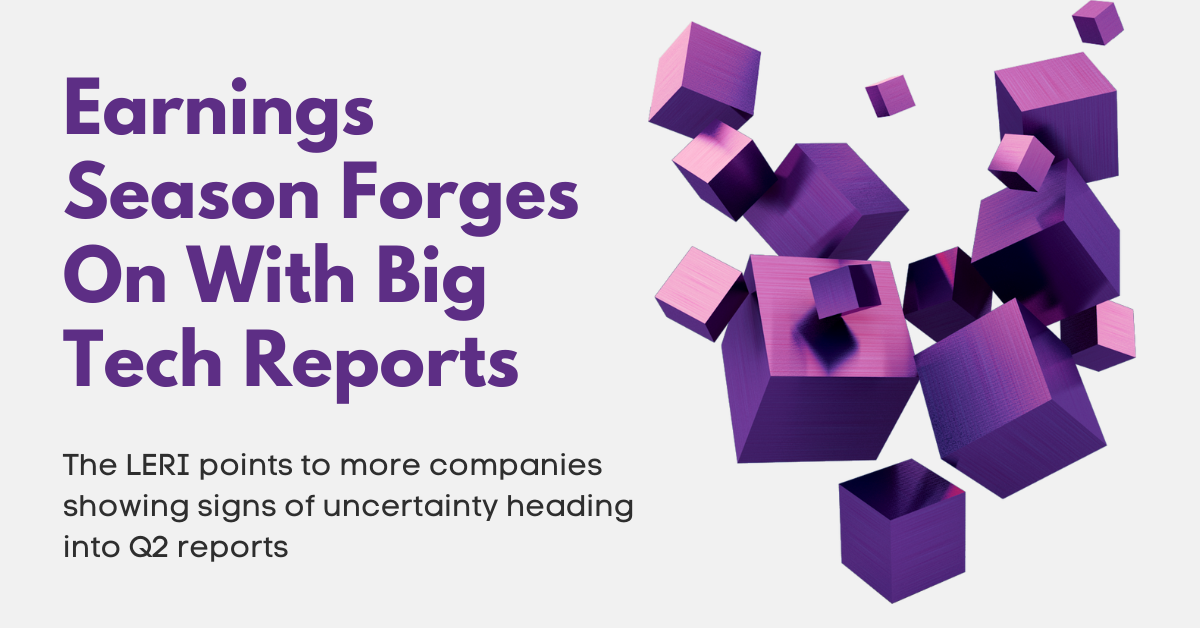 Earnings
Season Forges
On With Big
Tech Reports
The LERI points to more companies
showing signs of uncertainty heading
into Q2 reports